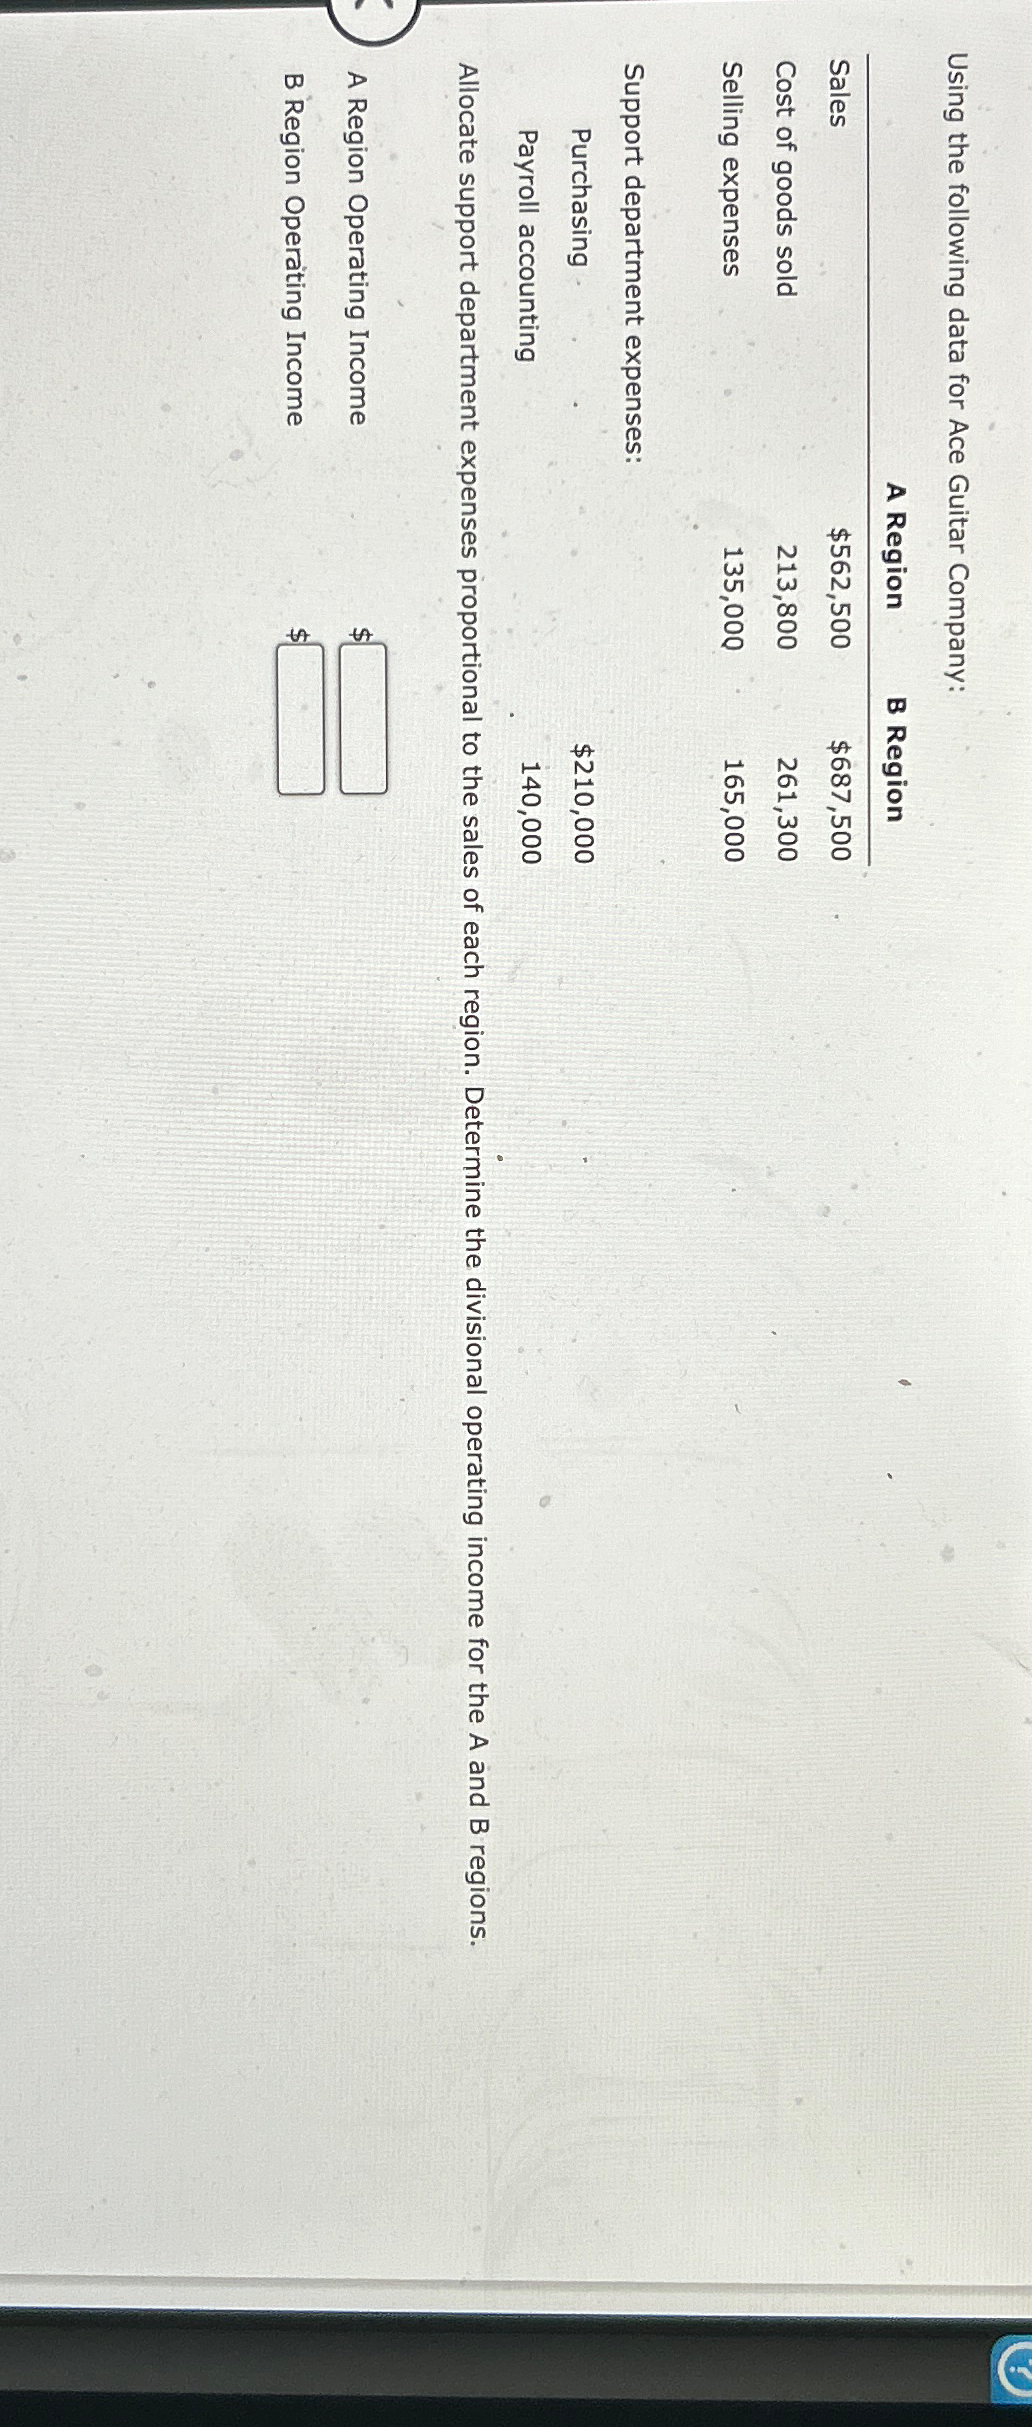 Using the following data for Ace Guitar Company:
A Region B Region
Sales $562,500 $687,500
Cost of goods sold 213,800 261,300
Selling expenses 135,000 165,000
Support department expenses:
Purchasing $210,000
Payroll accounting 140,000
Allocate support department expenses proportional to the sales of each region. Determine the divisional operating income for the A and B regions.
A Region Operating Income $
B Region Operating Income $